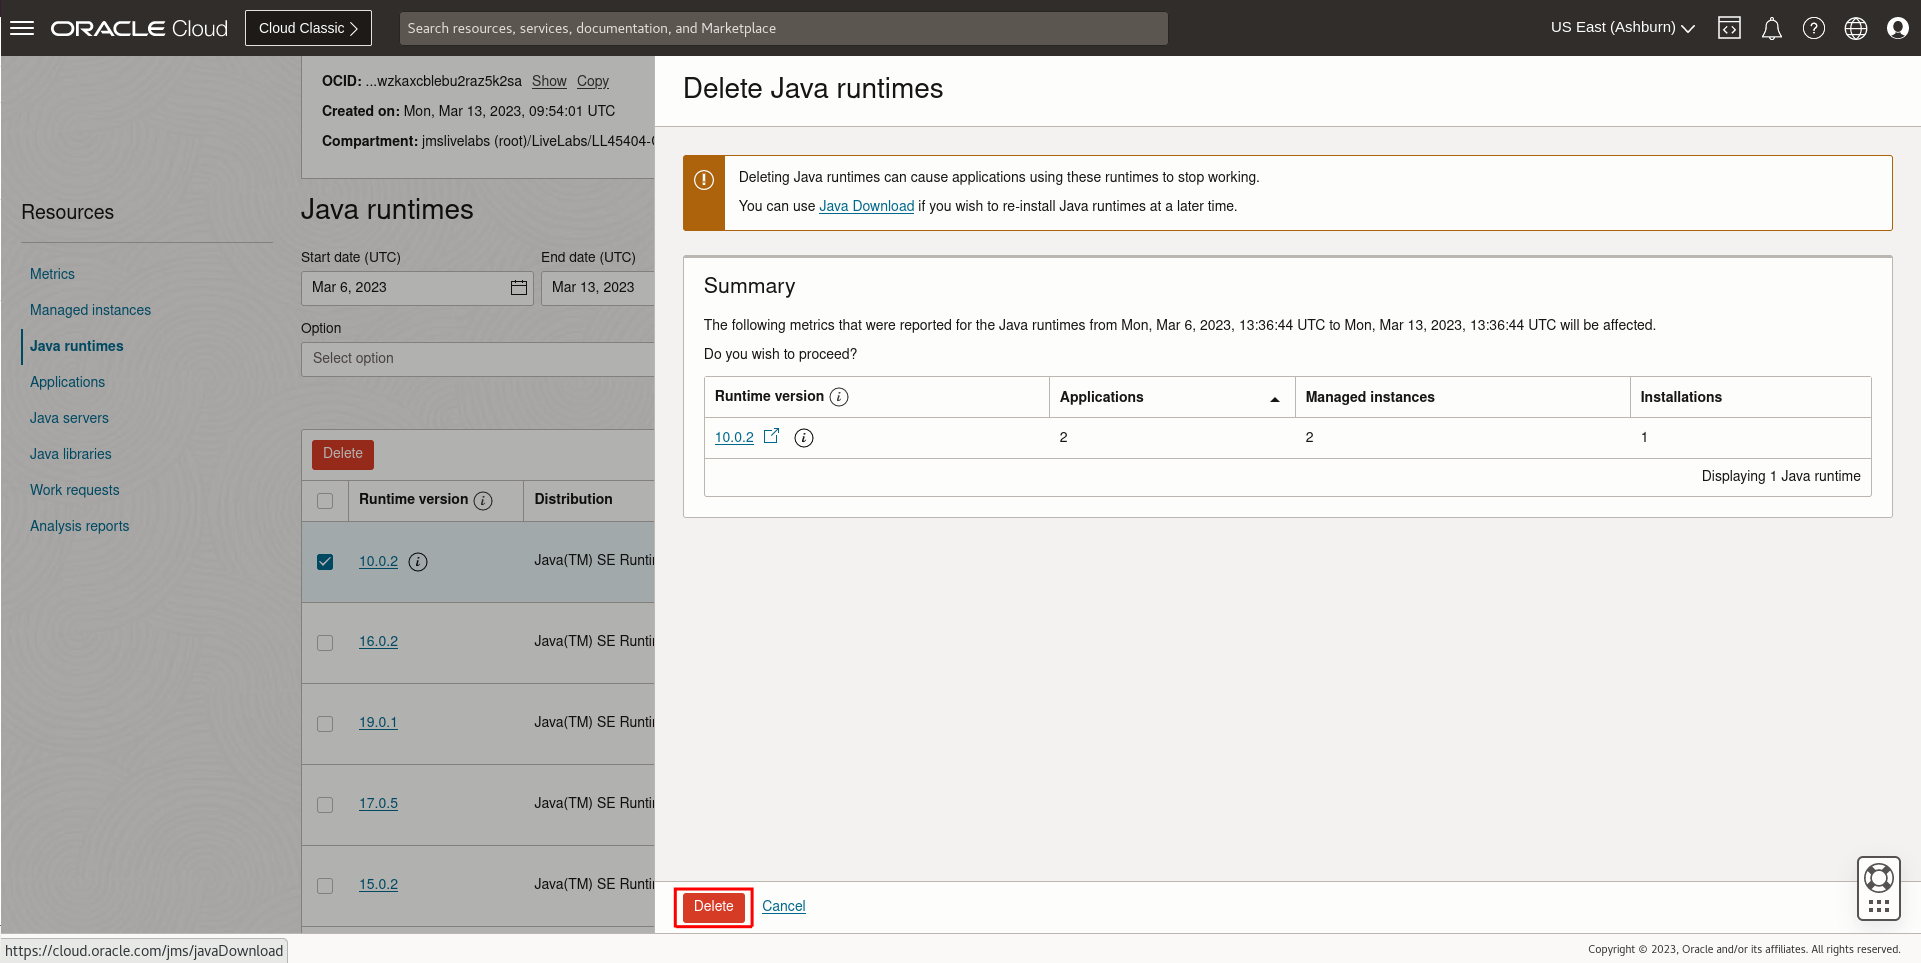 ORACLE Cloud
Cloud Classic
Search resources, services, documentation, and Marketplace
US East (Ashburn)
OCID: ...wzkaxcblebu2raz5k2sa Show Copy
Created on: Mon, Mar 13, 2023, 09:54:01 UTC
Compartment: jmslivelabs (root)/LiveLabs/LL45404-
Resources
Metrics
Managed instances
Java runtimes
Applications
Java servers
Java libraries
Work requests
Analysis reports
Java runtimes
Start date (UTC) End date (UTC)
Mar 6, 2023 Mar 13, 2023
Option
Select option
Delete
Runtime version Distribution
10.0.2 Java(TM) SE Runti
16.0.2 Java(TM) SE Runti
19.0.1 Java(TM) SE Runti
17.0.5 Java(TM) SE Runti
15.0.2 Java(TM) SE Runti
Delete Java runtimes
Deleting Java runtimes can cause applications using these runtimes to stop working.
You can use Java Download if you wish to re-install Java runtimes at a later time.
Summary
The following metrics that were reported for the Java runtimes from Mon, Mar 6, 2023, 13:36:44 UTC to Mon, Mar 13, 2023, 13:36:44 UTC will be affected.
Do you wish to proceed?
Runtime version Applications Managed instances Installations
10.0.2 2 2 1
Displaying 1 Java runtime
Delete Cancel
https://cloud.oracle.com/jms/javaDownload
Copyright © 2023, Oracle and/or its affiliates. All rights reserved.